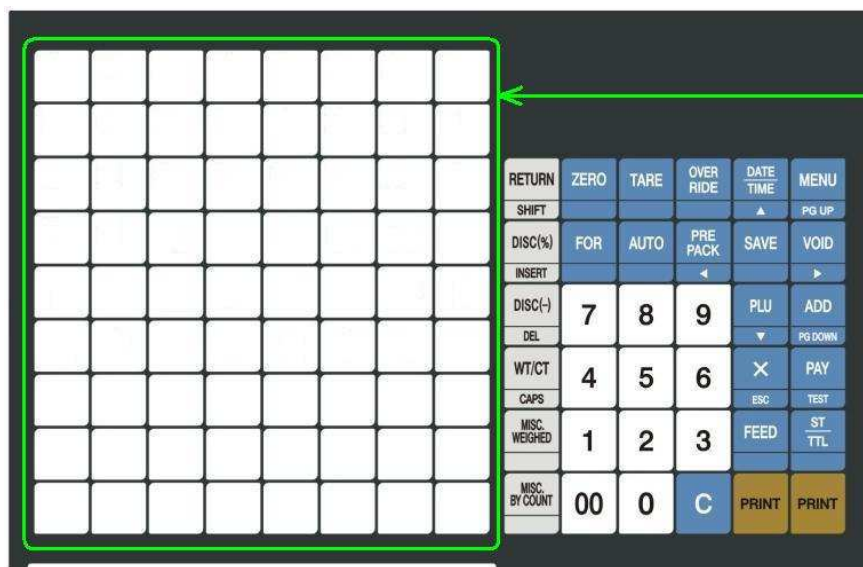 RETURN ZERO TARE OVER RIDE DATE TIME MENU
SHIFT ▲ PG UP
DISC(%) FOR AUTO PRE PACK SAVE VOID
INSERT ◀ ▶
DISC(-) 7 8 9 PLU ADD
DEL ▼ PG DOWN
WT/CT 4 5 6 X PAY
CAPS ESC TEST
MISC. WEIGHED 1 2 3 FEED ST TTL
MISC. BY COUNT 00 0 C PRINT PRINT